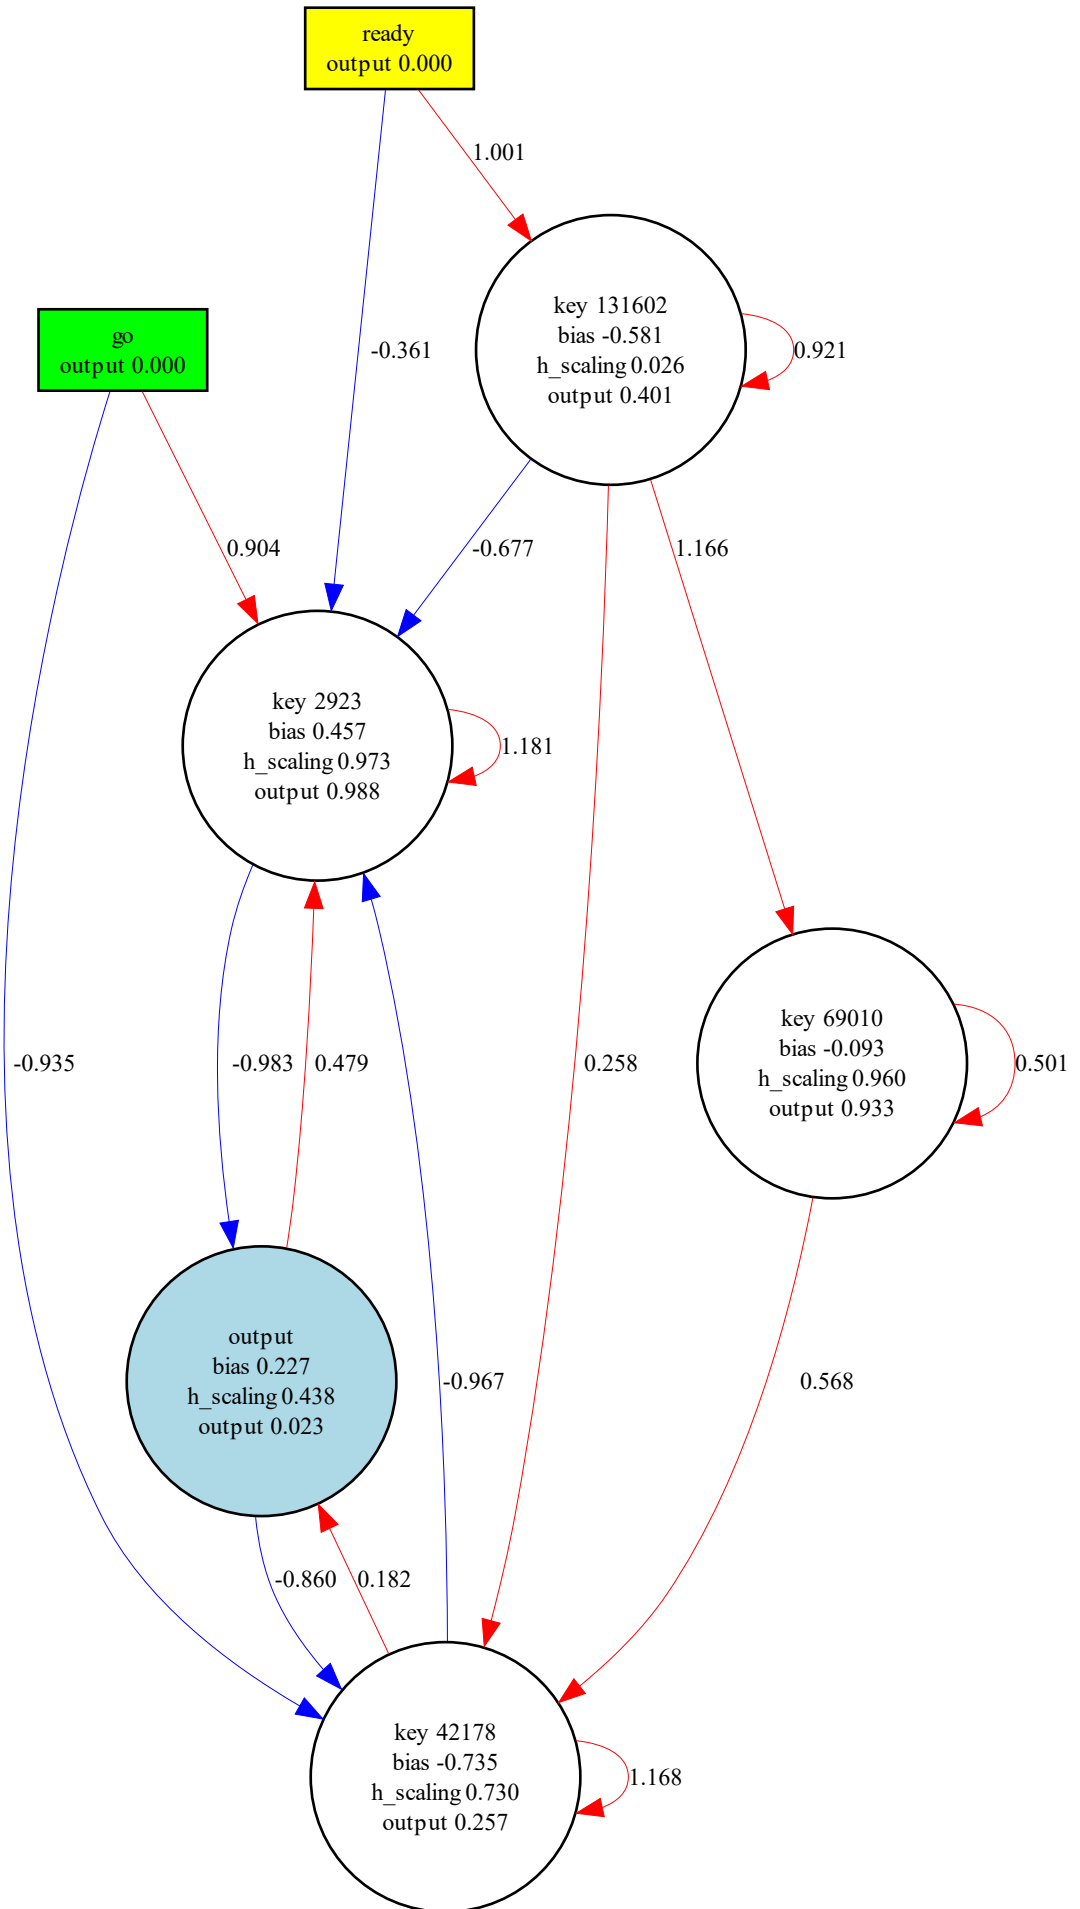 ready
output 0.000
1.001
key 131602
bias -0.581
h_scaling 0.026
output 0.401
0.921
go
output 0.000
-0.361
0.904
-0.677
1.166
key 2923
bias 0.457
h_scaling 0.973
output 0.988
1.181
key 69010
bias -0.093
h_scaling 0.960
output 0.933
0.501
-0.935
-0.983
0.479
0.258
output
bias 0.227
h_scaling 0.438
output 0.023
-0.967
0.568
-0.860
0.182
key 42178
bias -0.735
h_scaling 0.730
output 0.257
1.168